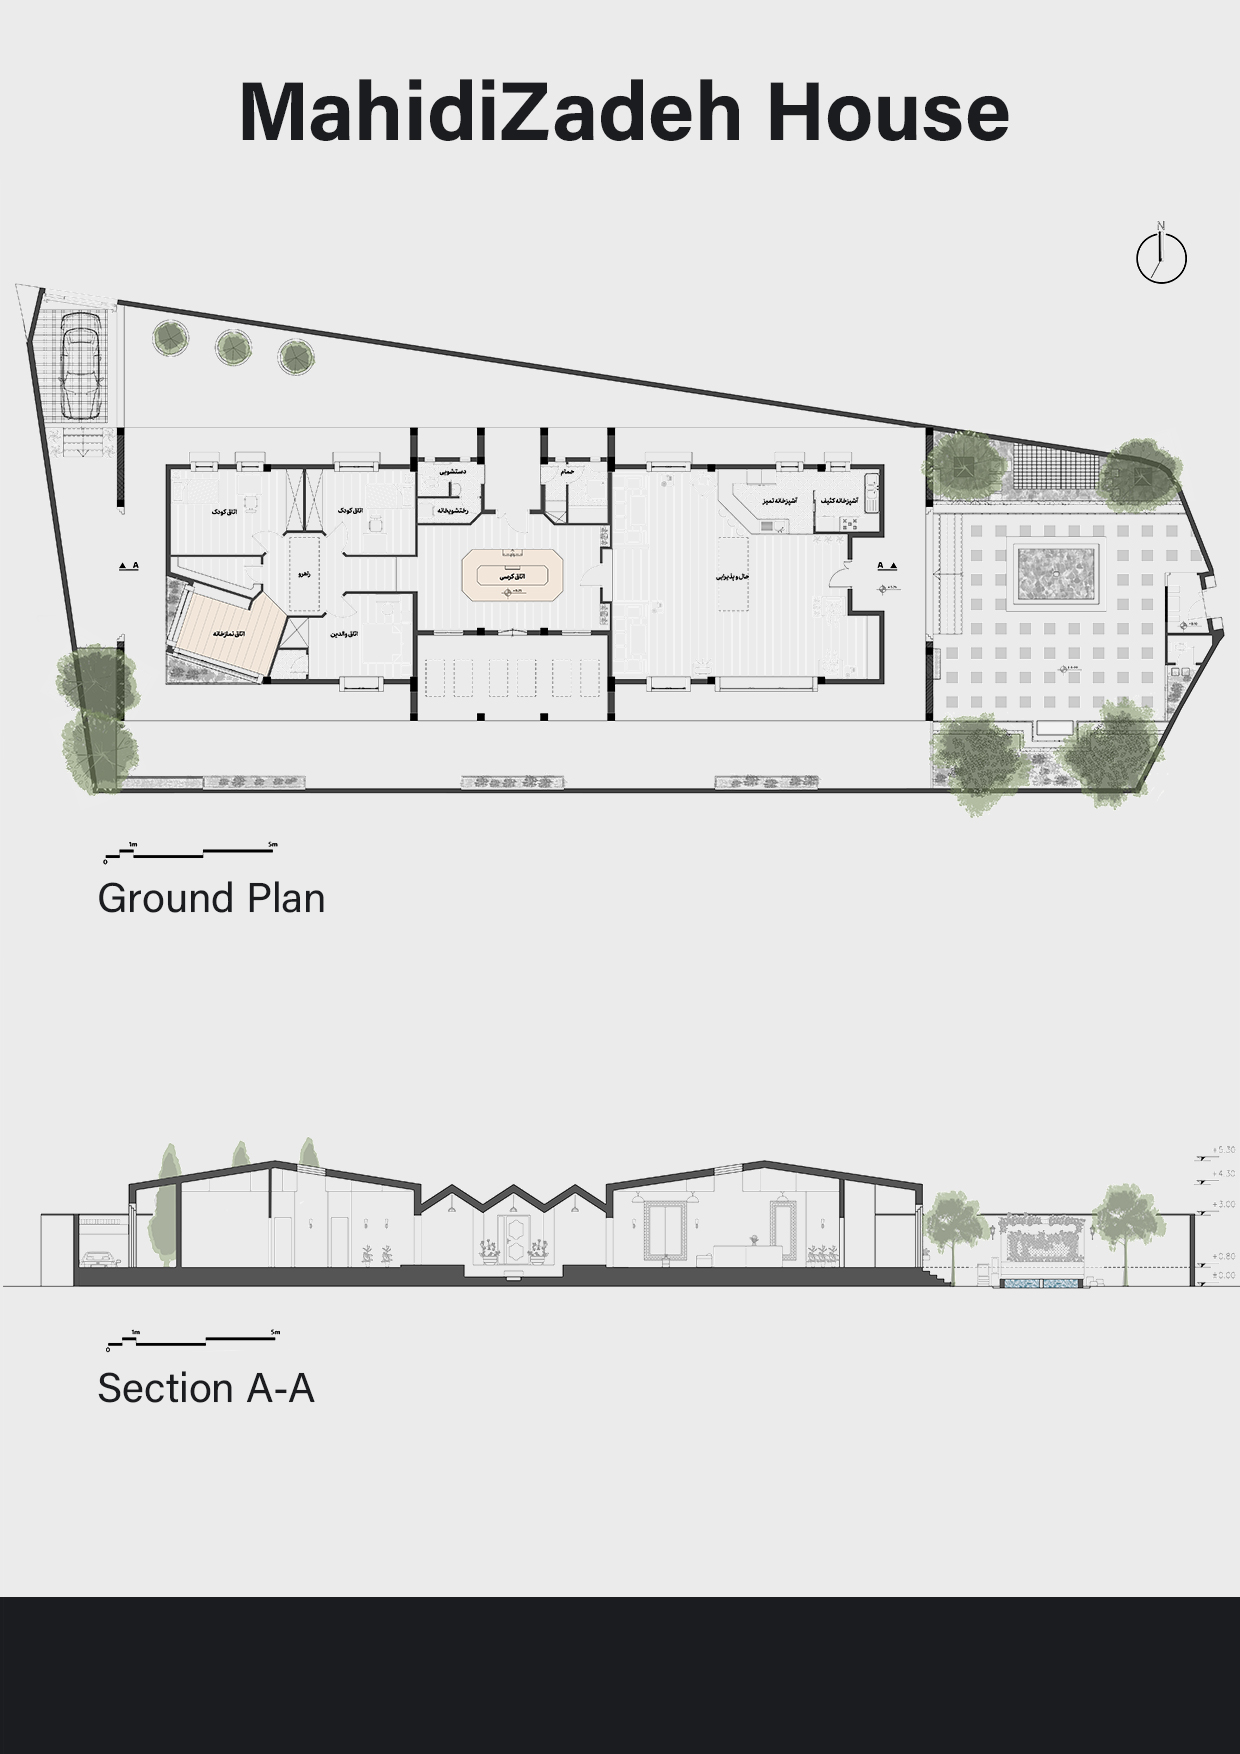 MahidiZadeh House
N
دستشویی
حمام
اتاق کودک
اتاق کودک
رختشویخانه
آشپزخانه تمیز
آشپزخانه کثیف
A
راهرو
اتاق کرسی
هال و پذیرایی
A
اتاق نمازخانه
اتاق والدین
0
1m
5m
Ground Plan
+5.30
+4.30
+3.00
+0.80
±0.00
0
1m
5m
Section A-A